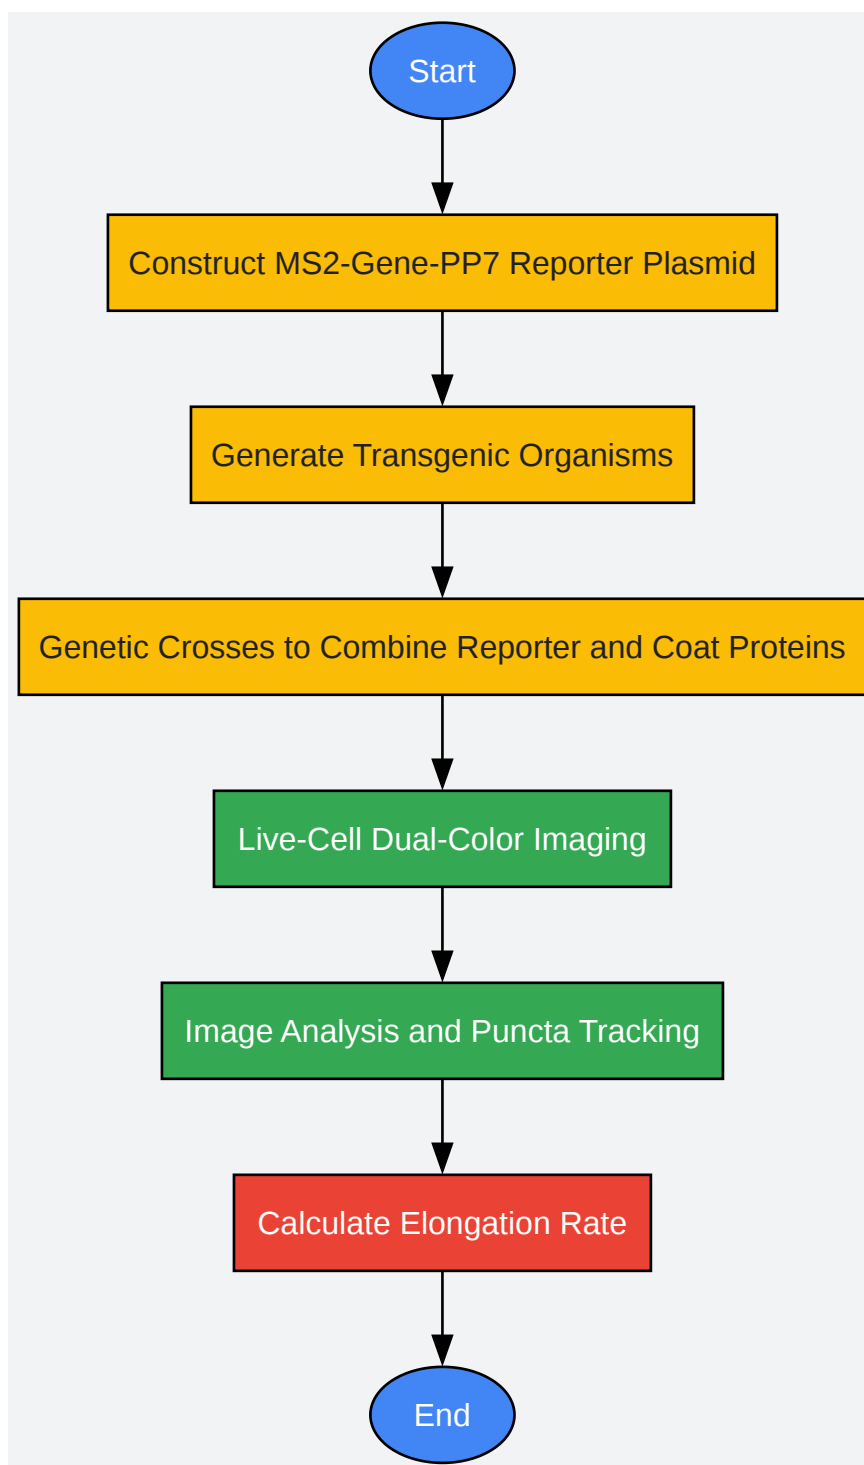 Start
Construct MS2-Gene-PP7 Reporter Plasmid
Generate Transgenic Organisms
Genetic Crosses to Combine Reporter and Coat Proteins
Live-Cell Dual-Color Imaging
Image Analysis and Puncta Tracking
Calculate Elongation Rate
End